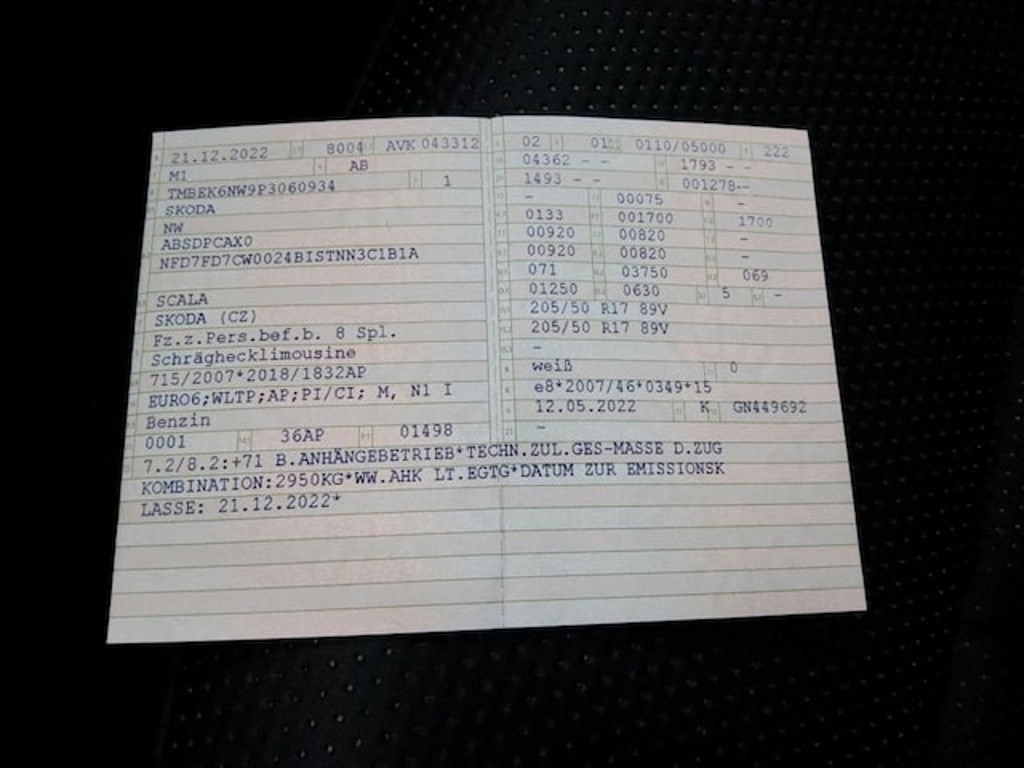 21.12.2022 8004 AVK 043312
M1 AB
TMBEK6NW9P3060934 1
SKODA
NW
ABSDPCAX0
NFD7FD7CW0024BISTNN3C1B1A
SCALA
SKODA (CZ)
Fz.z.Pers.bef.b. 8 Spl.
Schräghecklimousine
715/2007*2018/1832AP
EURO6;WLTP;AP;PI/CI; M, N1 I
Benzin
0001 36AP 01498
02 01 0110/05000 222
04362 - - 1793 - -
1493 - - 001278--
- 00075 -
0133 001700 1700
00920 00820 -
00920 00820 -
071 03750 069
01250 0630 5 -
205/50 R17 89V
205/50 R17 89V
-
weiß 0
e8*2007/46*0349*15
12.05.2022 K GN449692
-
7.2/8.2:+71 B.ANHÄNGEBETRIEB*TECHN.ZUL.GES-MASSE D.ZUG
KOMBINATION:2950KG*WW.AHK LT.EGTG*DATUM ZUR EMISSIONSK
LASSE: 21.12.2022*